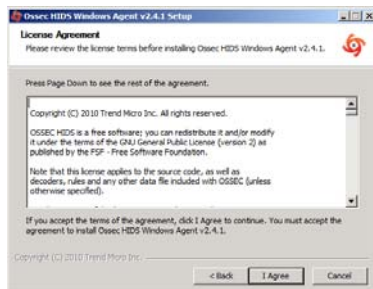 Ossec HIDS Windows Agent v2.4.1 Setup
License Agreement
Please review the license terms before installing Ossec HIDS Windows Agent v2.4.1.
Press Page Down to see the rest of the agreement.
Copyright (C) 2010 Trend Micro Inc. All rights reserved.
OSSEC HIDS is a free software; you can redistribute it and/or modify
it under the terms of the GNU General Public License (version 2) as
published by the FSF - Free Software Foundation.
Note that this license applies to the source code, as well as
decoders, rules and any other data file included with OSSEC (unless
otherwise specified).
If you accept the terms of the agreement, click I Agree to continue. You must accept the
agreement to install Ossec HIDS Windows Agent v2.4.1.
Copyright (C) 2010 Trend Micro Inc.
< Back I Agree Cancel